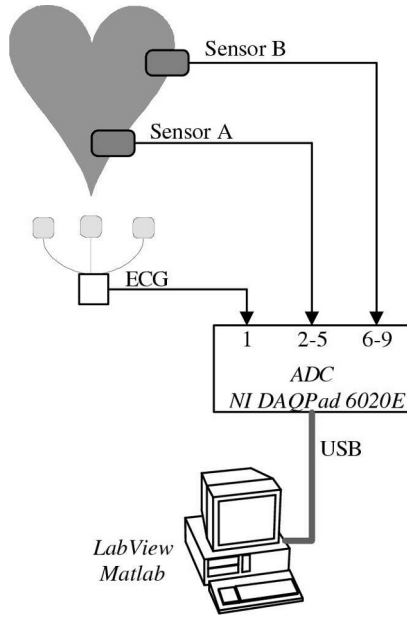 Sensor B
Sensor A
ECG
1 2-5 6-9
ADC
NI DAQPad 6020E
USB
LabView
Matlab